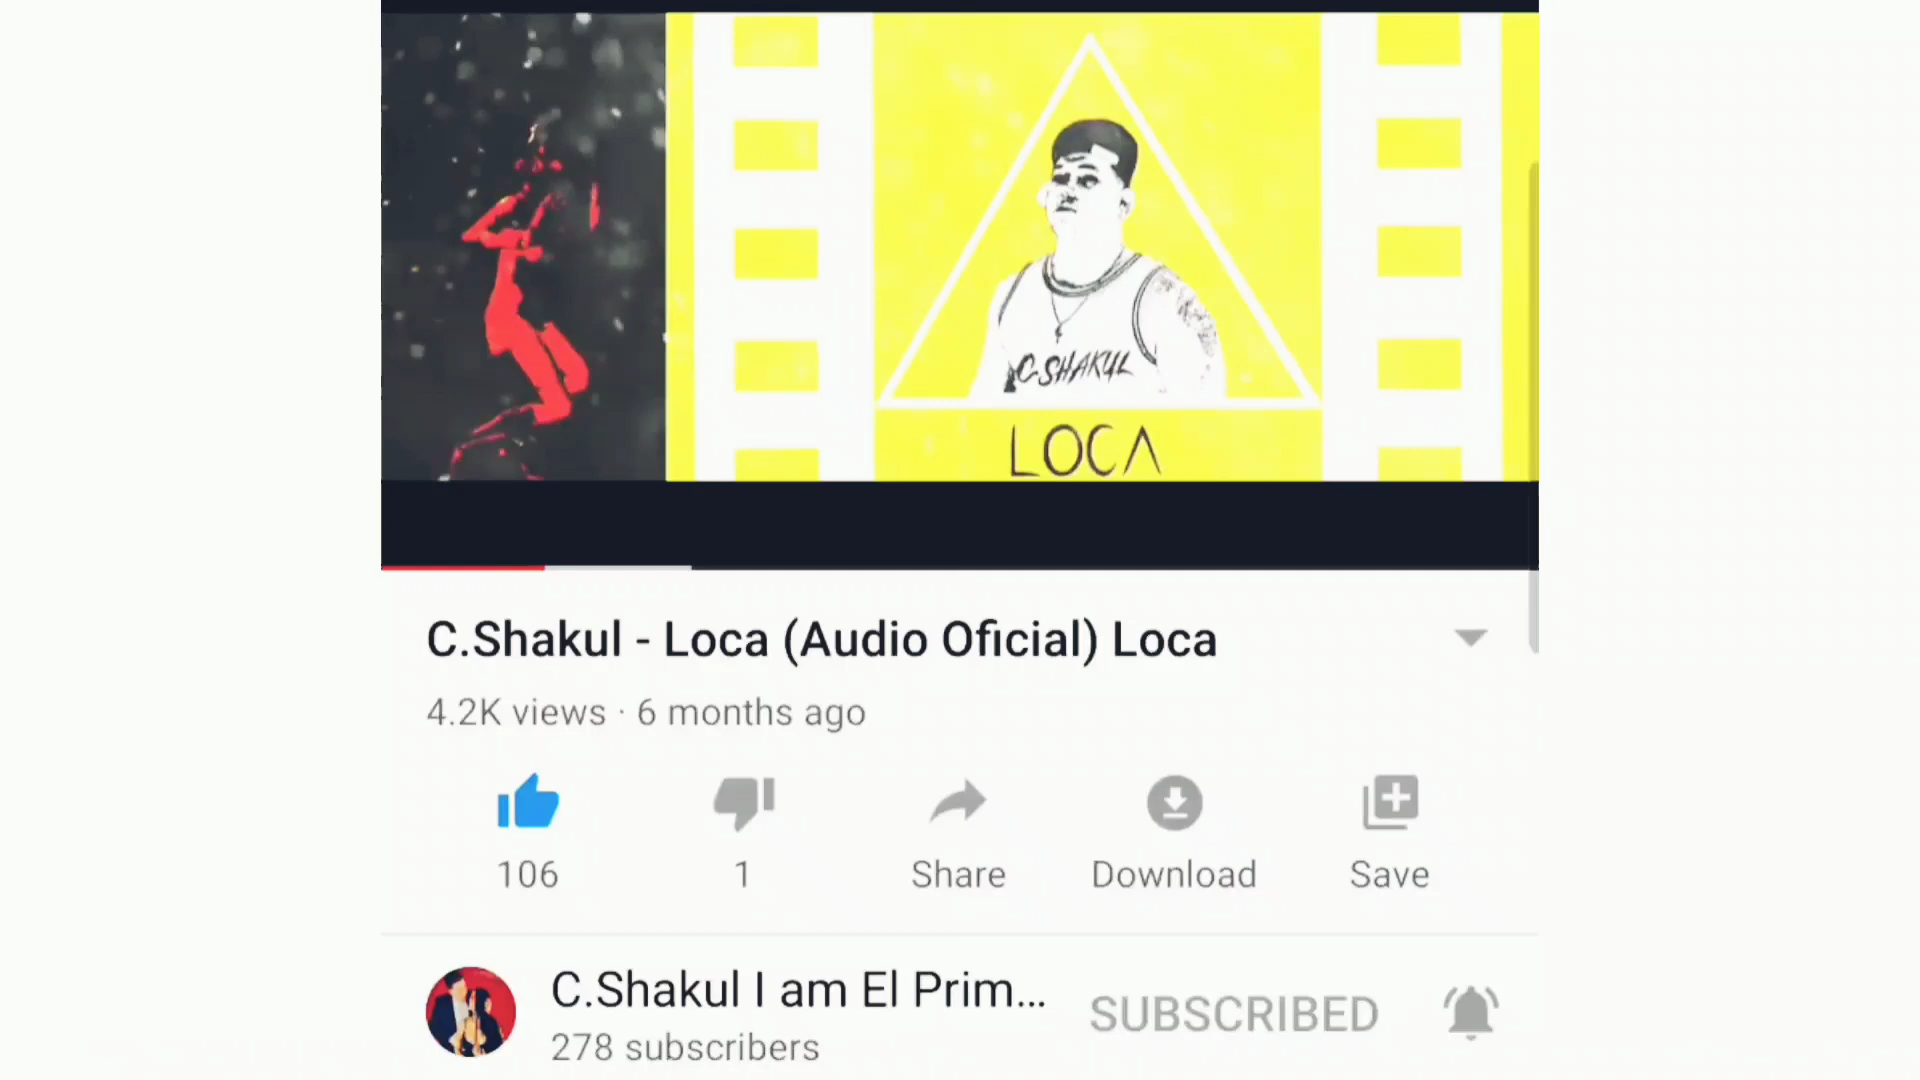 C.SHAKUL
LOCA
C.Shakul - Loca (Audio Oficial) Loca
4.2K views · 6 months ago
106
1
Share
Download
Save
C.Shakul I am El Prim...
278 subscribers
SUBSCRIBED